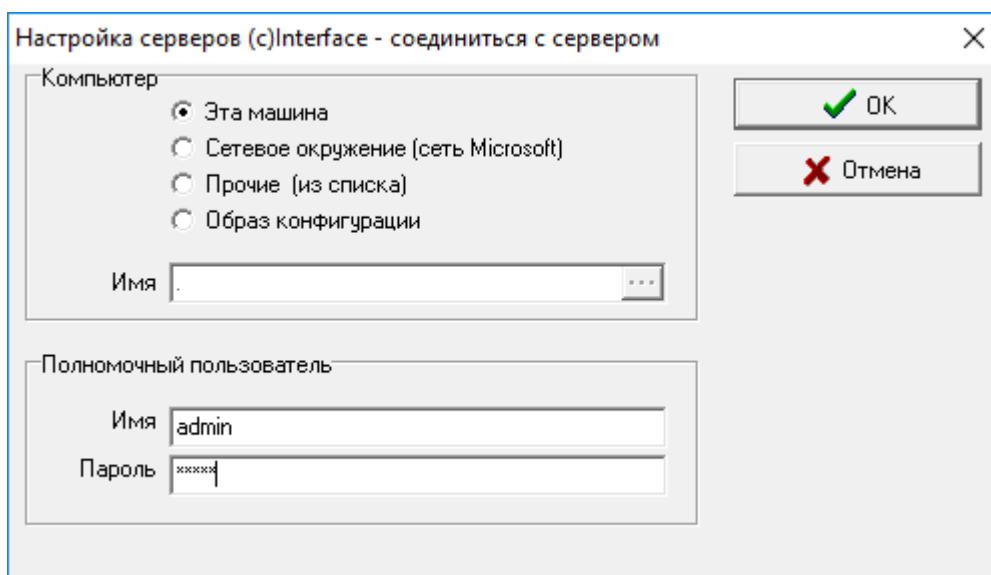 Настройка серверов (c)Interface - соединиться с сервером
Компьютер
Эта машина
Сетевое окружение (сеть Microsoft)
Прочие (из списка)
Образ конфигурации
Имя .
...
OK
Отмена
Полномочный пользователь
Имя admin
Пароль *****